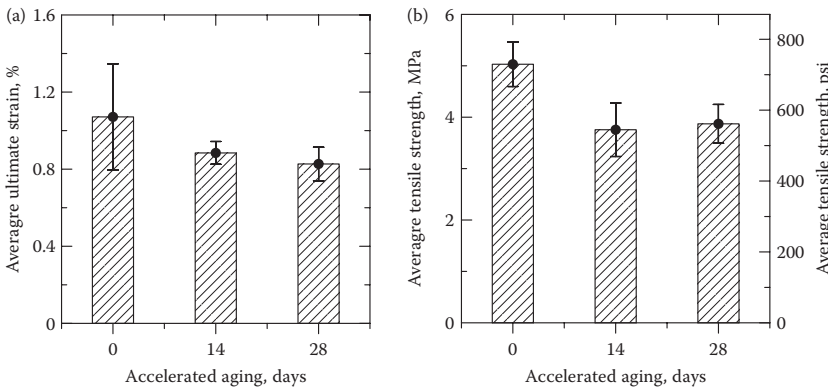 (a)
1.6
1.2
0.8
0.4
0
Averagre ultimate strain, %
0 14 28
Accelerated aging, days
(b)
6
4
2
0
Averagre tensile strength, MPa
800
600
400
200
0
Average tensile strength, psi
0 14 28
Accelerated aging, days